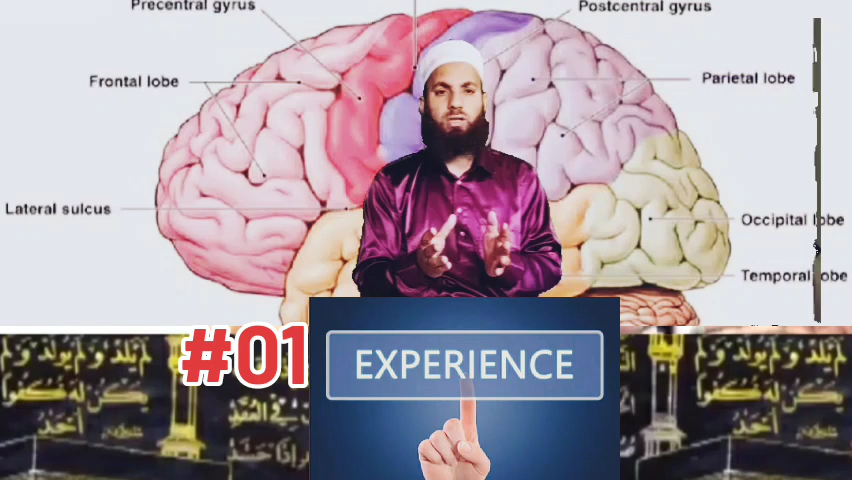 Precentral gyrus
Postcentral gyrus
Frontal lobe
Parietal lobe
Lateral sulcus
Occipital lobe
Temporal lobe
#01
EXPERIENCE
لم يلد ولم يولد ولم
يكن له كفوا
أحد
لم يلد ولم يولد ولم
يكن له كفوا
أحد